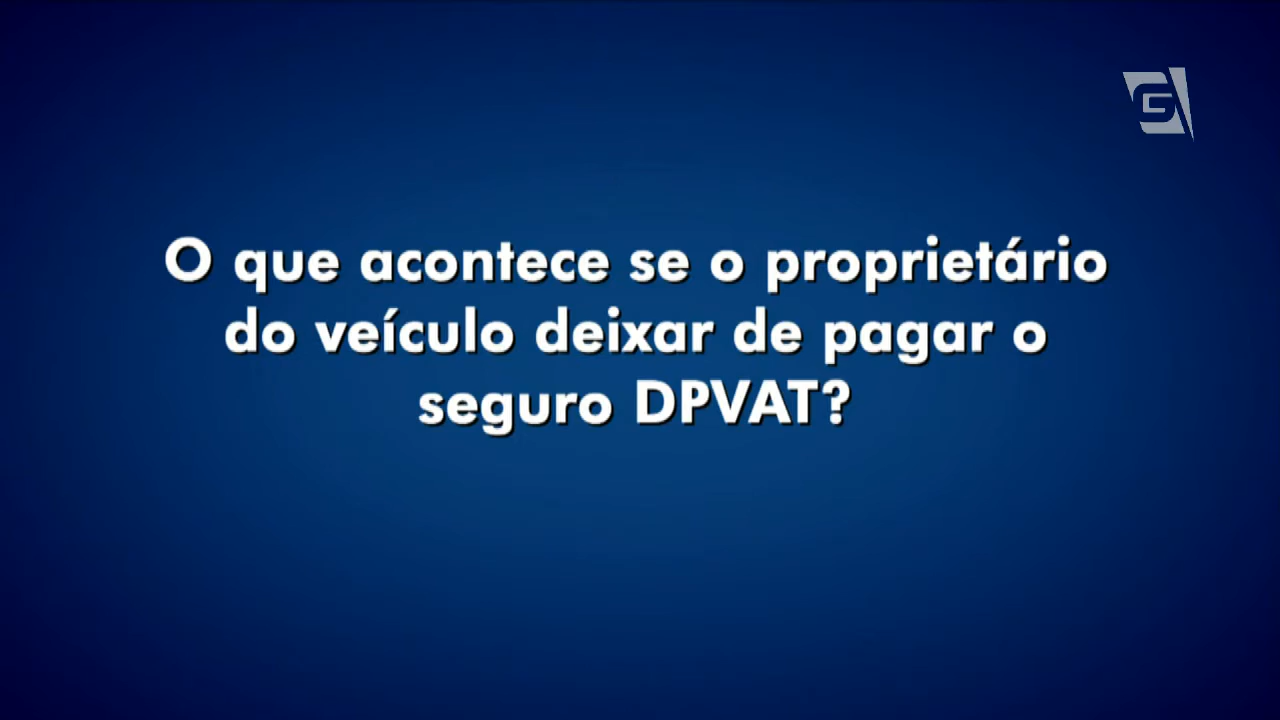 O que acontece se o proprietário
do veículo deixar de pagar o
seguro DPVAT?